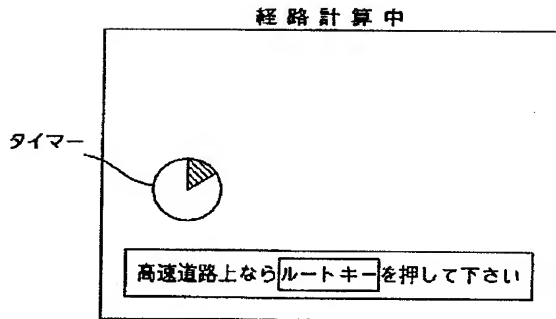 経路計算中
タイマー
高速道路上ならルートキーを押して下さい